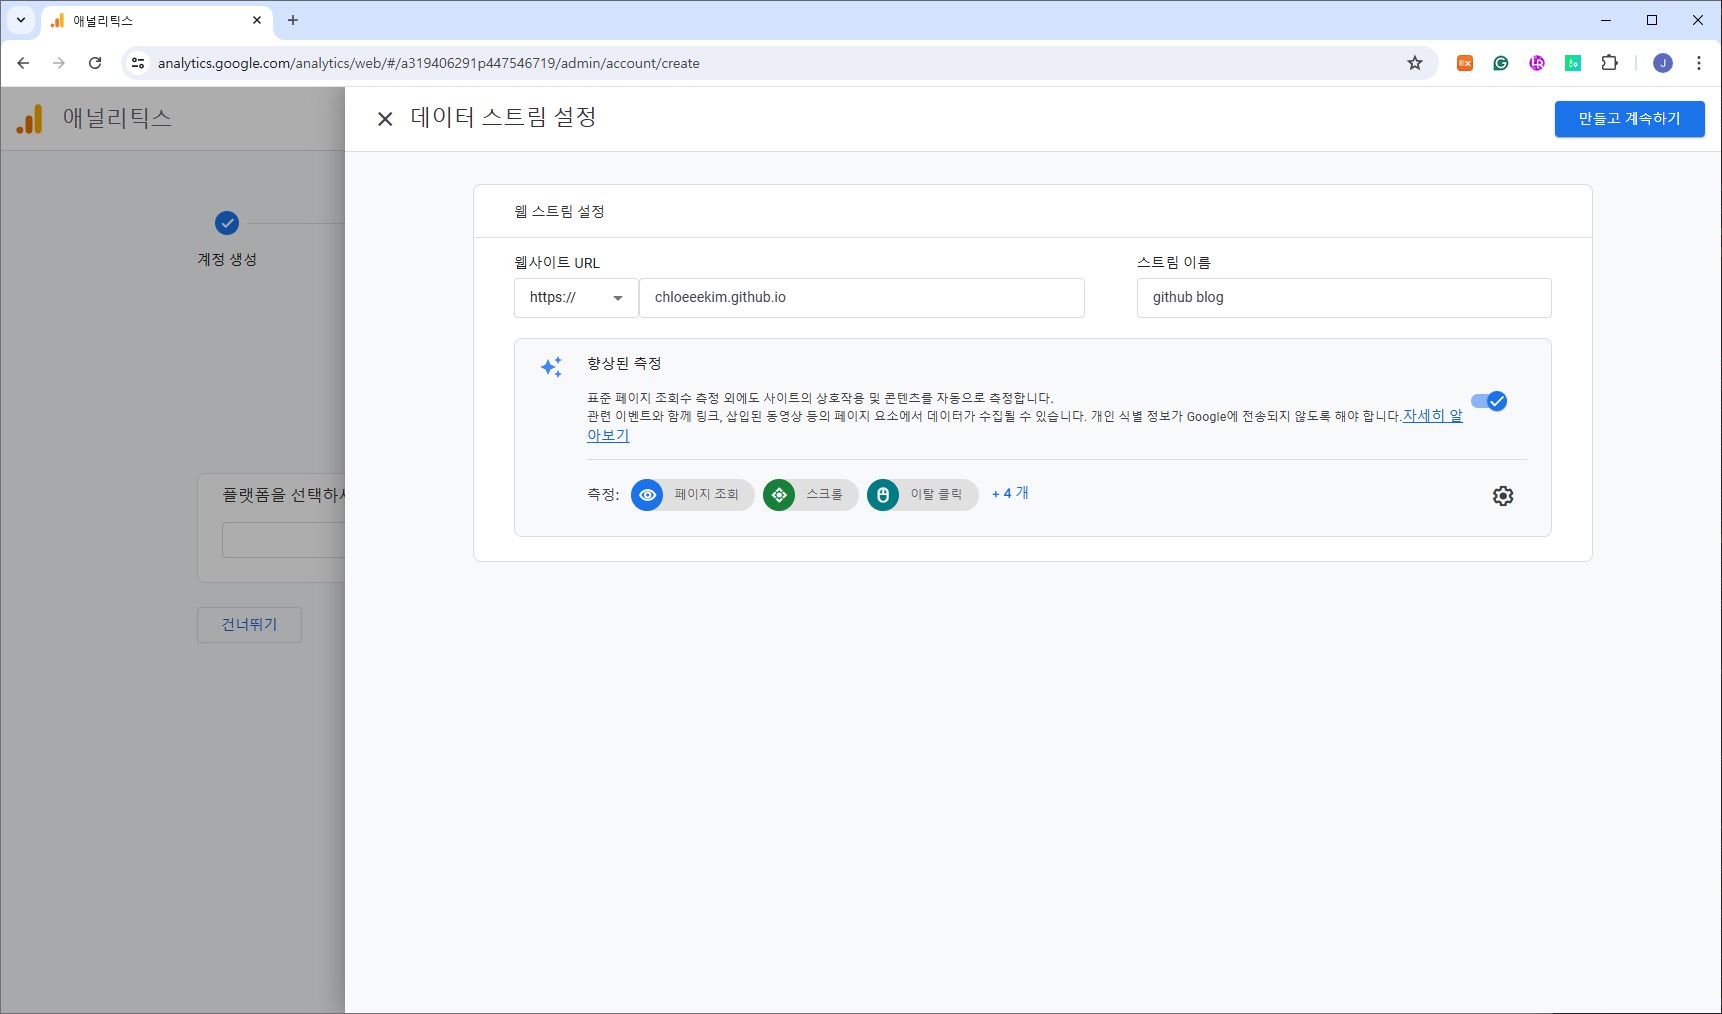 애널리틱스
analytics.google.com/analytics/web/#/a319406291p447546719/admin/account/create
J
애널리틱스
데이터 스트림 설정
만들고 계속하기
계정 생성
웹 스트림 설정
웹사이트 URL
스트림 이름
https://
chloeeekim.github.io
github blog
향상된 측정
표준 페이지 조회수 측정 외에도 사이트의 상호작용 및 콘텐츠를 자동으로 측정합니다.
관련 이벤트와 함께 링크, 삽입된 동영상 등의 페이지 요소에서 데이터가 수집될 수 있습니다. 개인 식별 정보가 Google에 전송되지 않도록 해야 합니다.자세히 알
아보기
측정:
페이지 조회
스크롤
이탈 클릭
+ 4 개
플랫폼을 선택하
건너뛰기